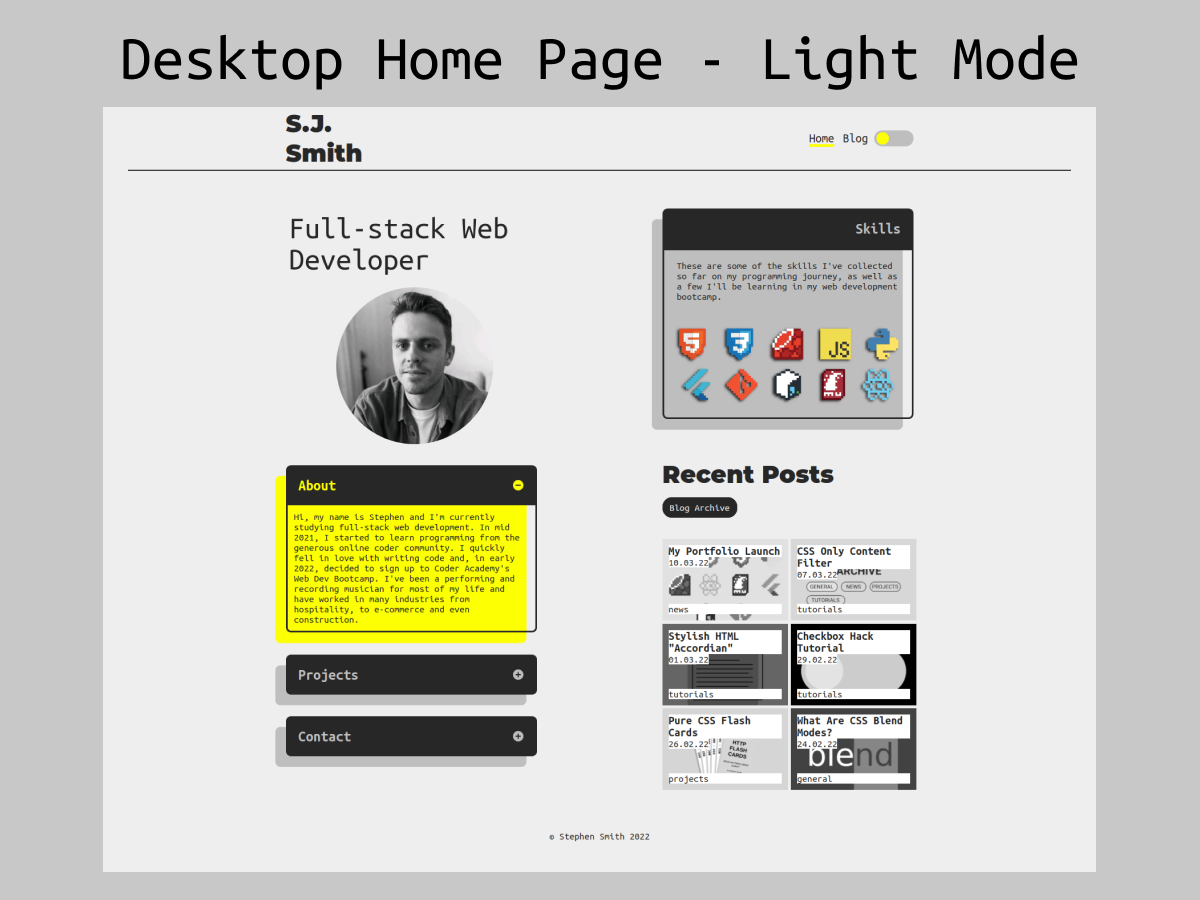 Desktop Home Page - Light Mode
S.J.
Smith
Home Blog
Full-stack Web
Developer
About
Hi, my name is Stephen and I'm currently
studying full-stack web development. In mid
2021, I started to learn programming from the
generous online coder community. I quickly
fell in love with writing code and, in early
2022, decided to sign up to Coder Academy's
Web Dev Bootcamp. I've been a performing and
recording musician for most of my life and
have worked in many industries from
hospitality, to e-commerce and even
construction.
Projects
Contact
Skills
These are some of the skills I've collected
so far on my programming journey, as well as
a few I'll be learning in my web development
bootcamp.
5
3
JS
mu
Recent Posts
Blog Archive
My Portfolio Launch
10.03.22
news
CSS Only Content
Filter
07.03.22
ARCHIVE
GENERAL NEWS PROJECTS
TUTORIALS
tutorials
Stylish HTML
"Accordian"
01.03.22
tutorials
Checkbox Hack
Tutorial
29.02.22
tutorials
Pure CSS Flash
Cards
26.02.22
HTTP
FLASH
CARDS
projects
What Are CSS Blend
Modes?
24.02.22
blend
general
© Stephen Smith 2022